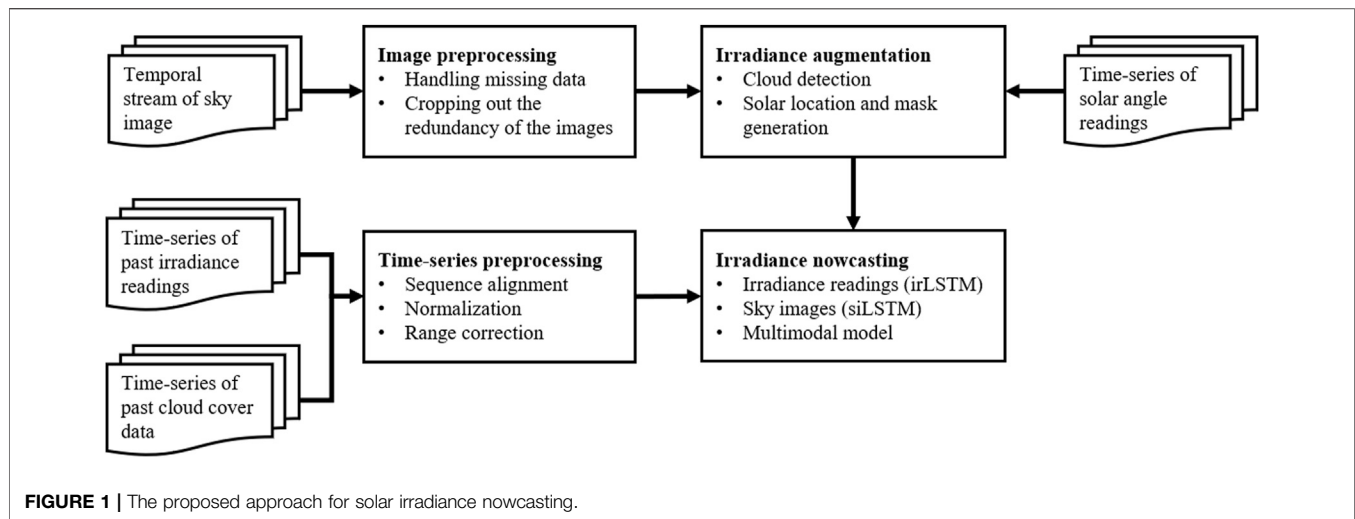 Temporal
stream of sky
image
Image preprocessing
• Handling missing data
• Cropping out the
redundancy of the images
Irradiance augmentation
• Cloud detection
• Solar location and mask
generation
Time-series of
solar angle
readings
Time-series of
past irradiance
readings
Time-series of
past cloud cover
data
Time-series preprocessing
• Sequence alignment
• Normalization
• Range correction
Irradiance nowcasting
• Irradiance readings (irLSTM)
• Sky images (siLSTM)
• Multimodal model
FIGURE 1 | The proposed approach for solar irradiance nowcasting.